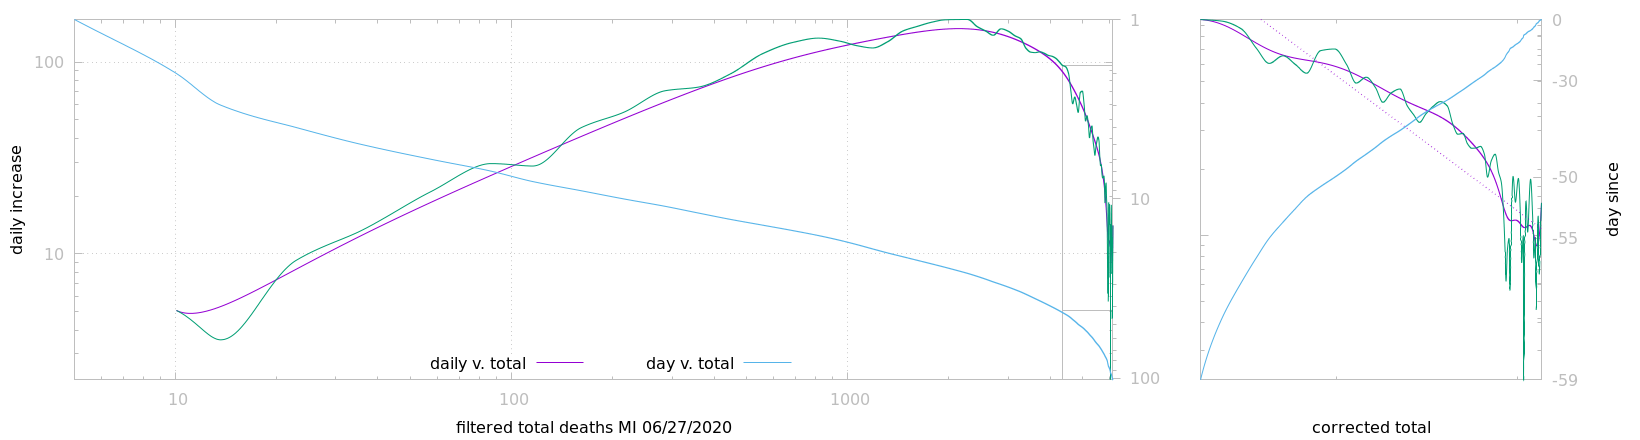 100
10
daily increase
1
10
100
daily v. total
day v. total
10
100
1000
filtered total deaths MI 06/27/2020
0
-30
-50
-55
-59
day since
corrected total